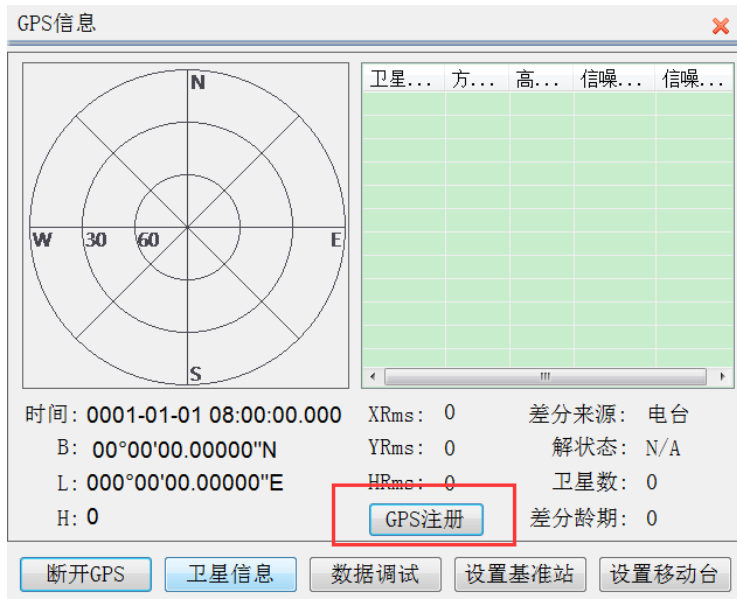 GPS信息
卫星... 方... 高... 信噪... 信噪...
N
W 30 60 E
S
时间: 0001-01-01 08:00:00.000 XRms: 0 差分来源: 电台
B: 00°00'00.00000"N YRms: 0 解状态: N/A
L: 000°00'00.00000"E HRms: 0 卫星数: 0
H: 0 GPS注册 差分龄期: 0
断开GPS 卫星信息 数据调试 设置基准站 设置移动台